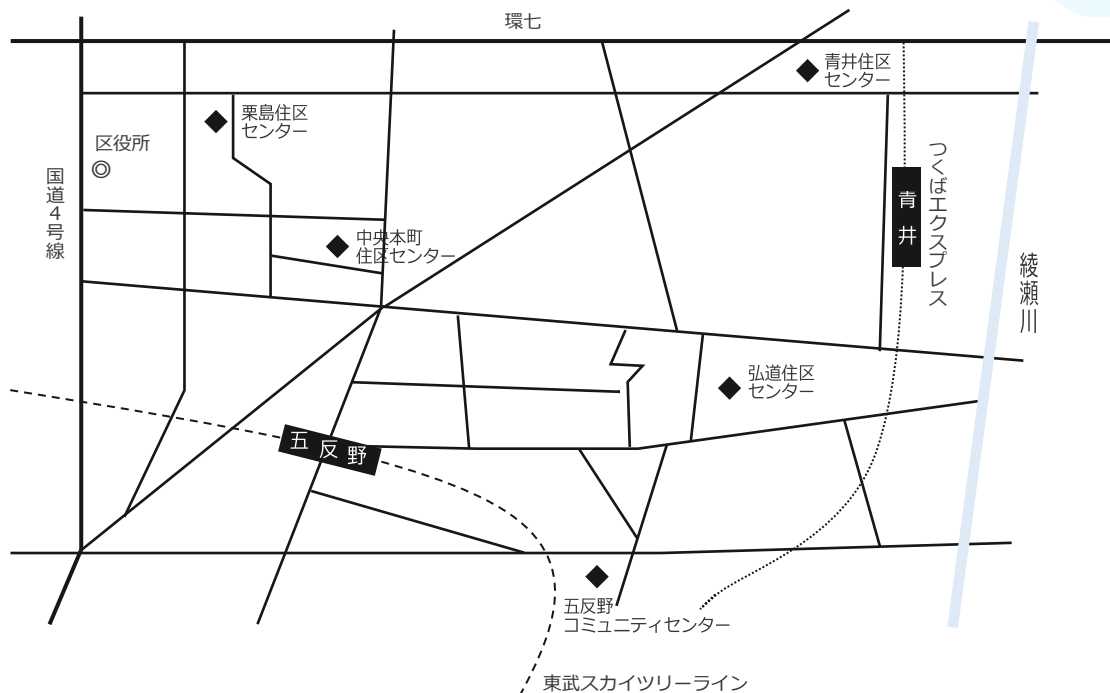 環七
青井住区
センター
栗島住区
センター
区役所
国道4号線
つくばエクスプレス
青井
中央本町
住区センター
綾瀬川
弘道住区
センター
五反野
五反野
コミュニティセンター
東武スカイツリーライン